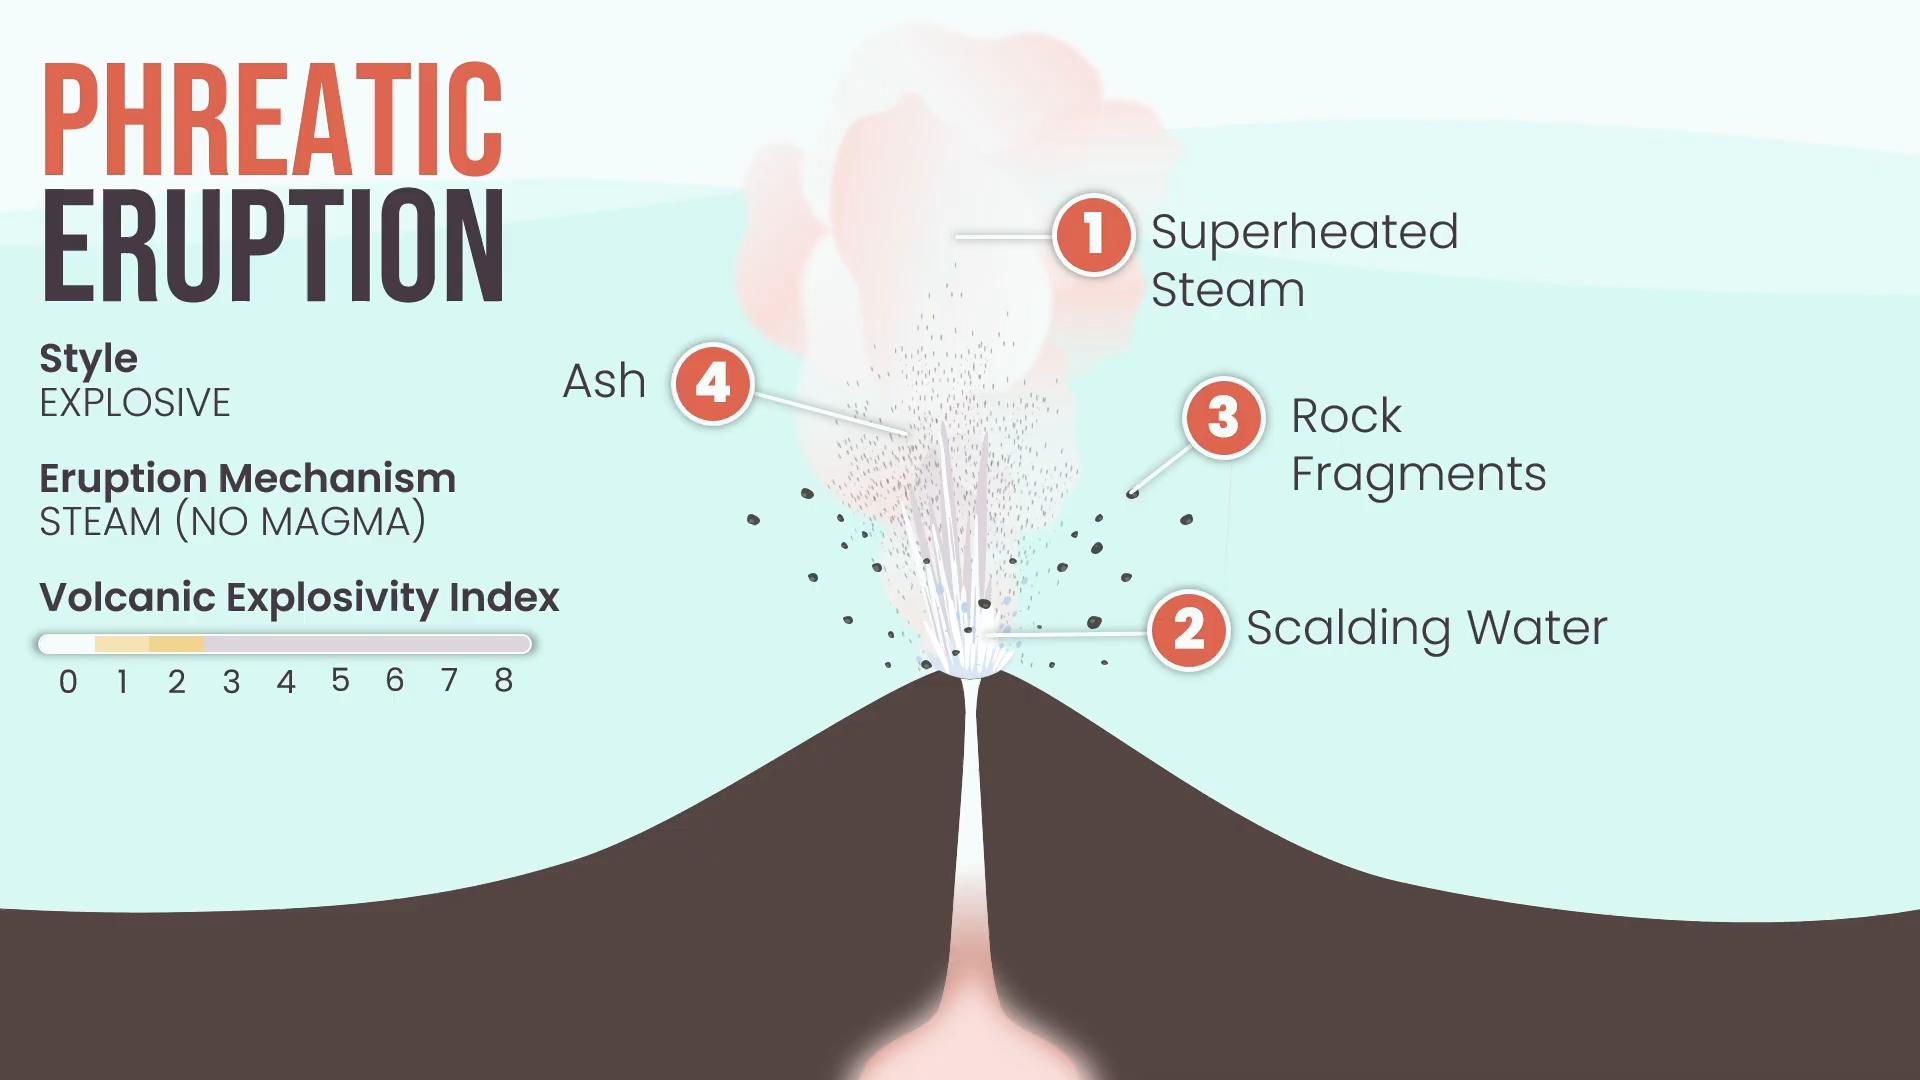 PHREATIC
ERUPTION
Style
EXPLOSIVE
Eruption Mechanism
STEAM (NO MAGMA)
Volcanic Explosivity Index
0 1 2 3 4 5 6 7 8
1 Superheated
Steam
Ash 4
3 Rock
Fragments
2 Scalding Water